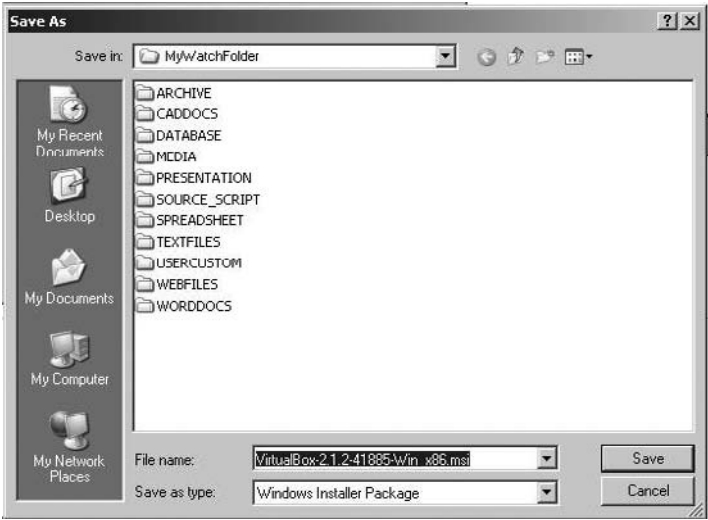 Save As
Save in:
MyWatchFolder
My Recent
Documents
Desktop
My Documents
My Computer
My Network
Places
ARCHIVE
CADDOCS
DATABASE
MEDIA
PRESENTATION
SOURCE_SCRIPT
SPREADSHEET
TEXTFILES
USERCUSTOM
WEBFILES
WORDDOCS
File name:
VirtualBox-2.1.2-41885-Win_x86.msi
Save
Save as type:
Windows Installer Package
Cancel